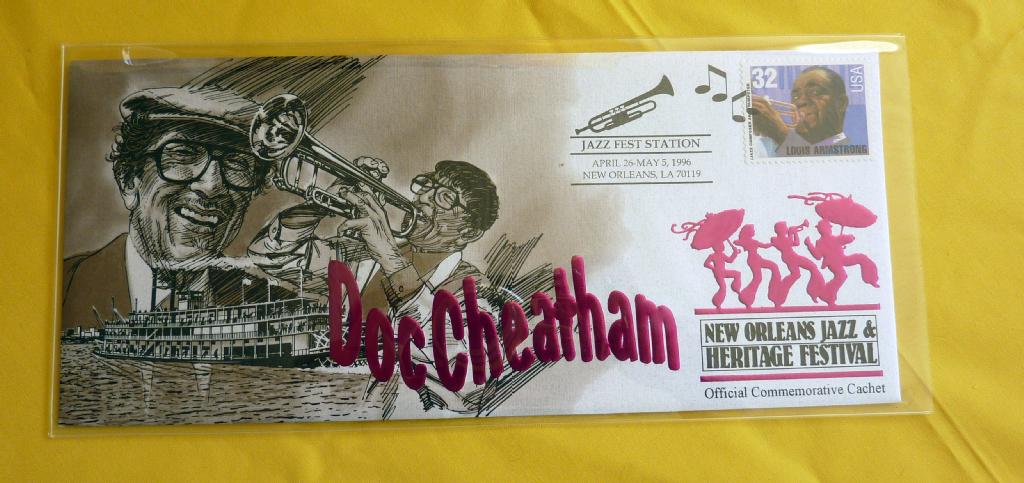 32
USA
LOUIS ARMSTRONG
JAZZ FEST STATION
APRIL 26-MAY 5, 1996
NEW ORLEANS, LA 70119
Doc Cheatham
NEW ORLEANS JAZZ &
HERITAGE FESTIVAL
Official Commemorative Cachet